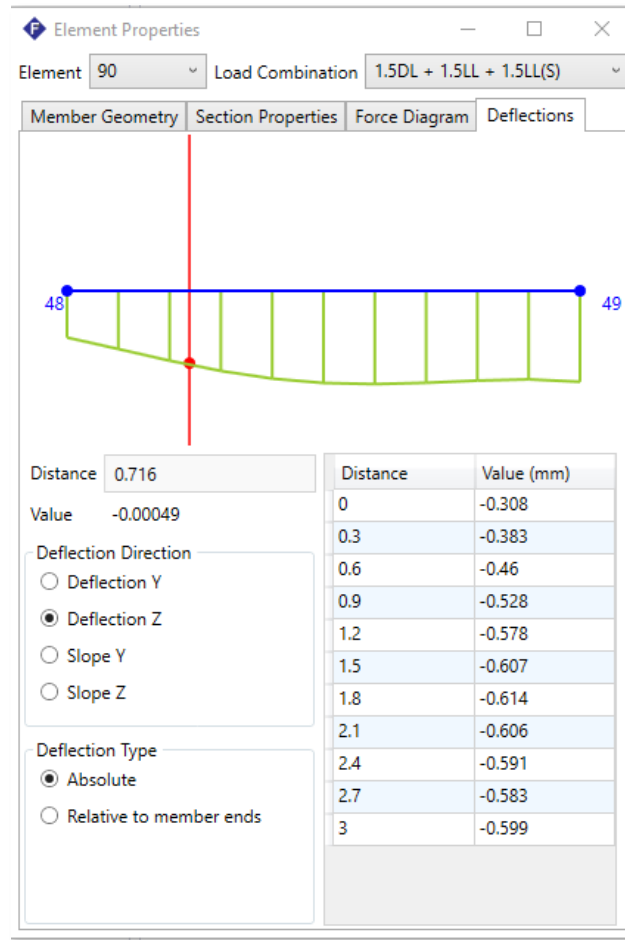 F Element Properties
Element 90 Load Combination 1.5DL + 1.5LL + 1.5LL(S)
Member Geometry Section Properties Force Diagram Deflections
48 49
Distance 0.716
Value -0.00049
Deflection Direction
Deflection Y
Deflection Z
Slope Y
Slope Z
Deflection Type
Absolute
Relative to member ends
Distance Value (mm)
0 -0.308
0.3 -0.383
0.6 -0.46
0.9 -0.528
1.2 -0.578
1.5 -0.607
1.8 -0.614
2.1 -0.606
2.4 -0.591
2.7 -0.583
3 -0.599